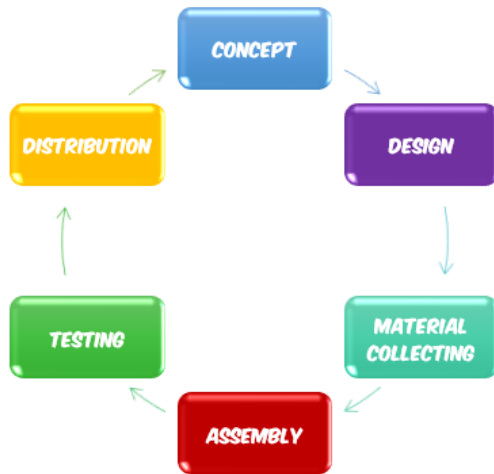 CONCEPT
DESIGN
MATERIAL
COLLECTING
ASSEMBLY
TESTING
DISTRIBUTION